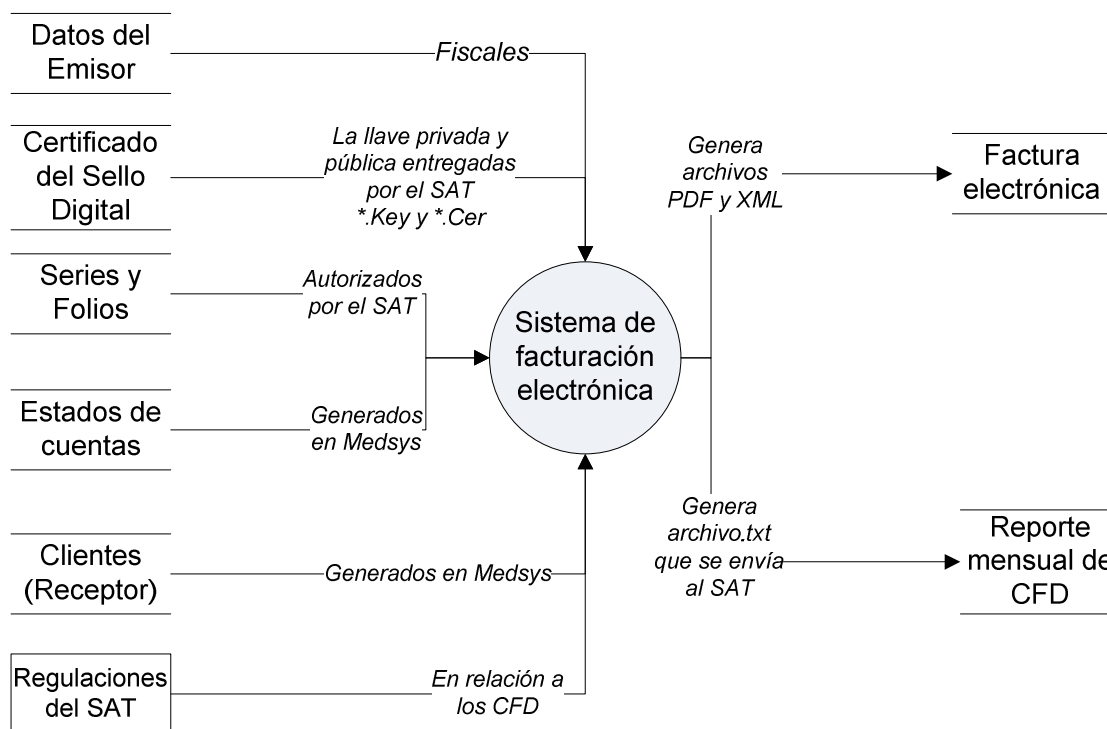 Datos del
Emisor
Fiscales
Certificado
del Sello
Digital
La llave privada y
pública entregadas
por el SAT
*.Key y *.Cer
Series y
Folios
Autorizados
por el SAT
Estados de
cuentas
Generados
en Medsys
Clientes
(Receptor)
Generados en Medsys
Regulaciones
del SAT
En relación a
los CFD
Sistema de
facturación
electrónica
Genera
archivos
PDF y XML
Factura
electrónica
Genera
archivo.txt
que se envía
al SAT
Reporte
mensual de
CFD